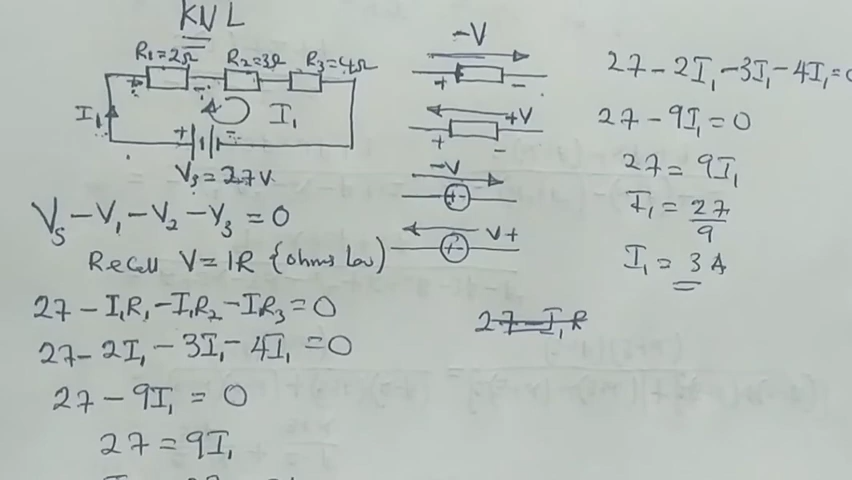 KVL
R₁=2Ω R₂=3Ω R₃=4Ω
I₁
I₁
+ -
+ -
Vs=27V
Vs-V₁-V₂-V₃=0
Recall V=IR {ohms law)
27-I₁R₁-I₁R₂-I₁R₃=0
27-2I₁-3I₁-4I₁=0
27-9I₁=0
27=9I₁
-V
+ -
+V
+ -
-V
+-
V+
+-
27-I₁R
27-2I₁-3I₁-4I₁=0
27-9I₁=0
27=9I₁
I₁=27/9
I₁=3A